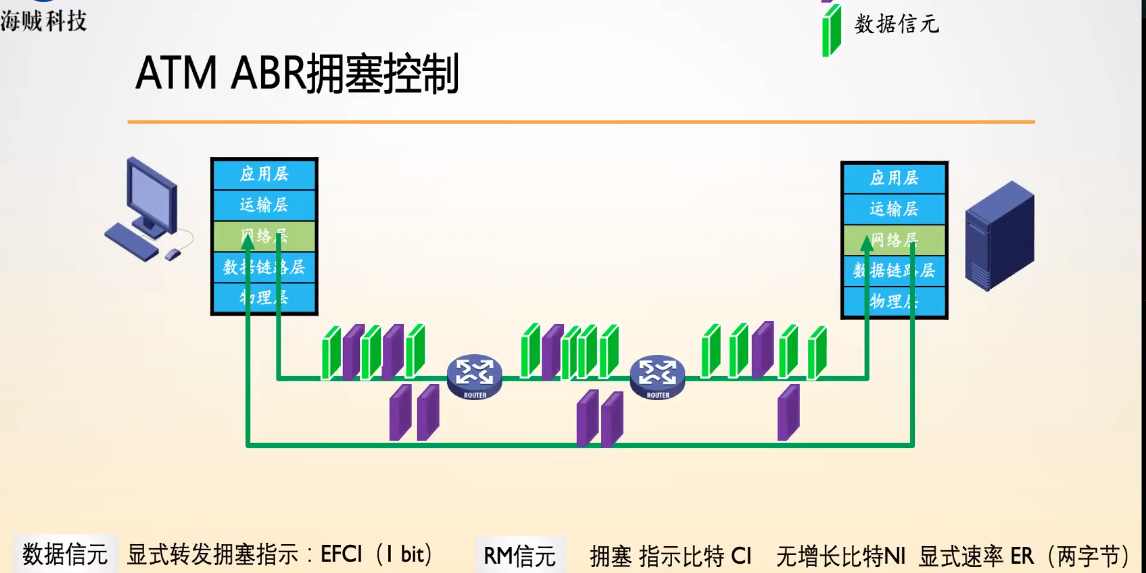 海贼科技
数据信元
ATM ABR拥塞控制
应用层
运输层
网络层
数据链路层
物理层
应用层
运输层
网络层
数据链路层
物理层
ROUTER
ROUTER
数据信元 显式转发拥塞指示：EFCI（1 bit） RM信元 拥塞 指示比特 CI 无增长比特NI 显式速率 ER（两字节）